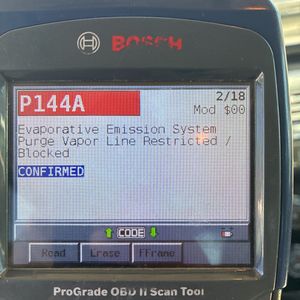 BOSCH
P144A
2/18
Mod $00
Evaporative Emission System
Purge Vapor Line Restricted /
Blocked
CONFIRMED
CODE
Read Erase FFrame
ProGrade OBD II Scan Tool